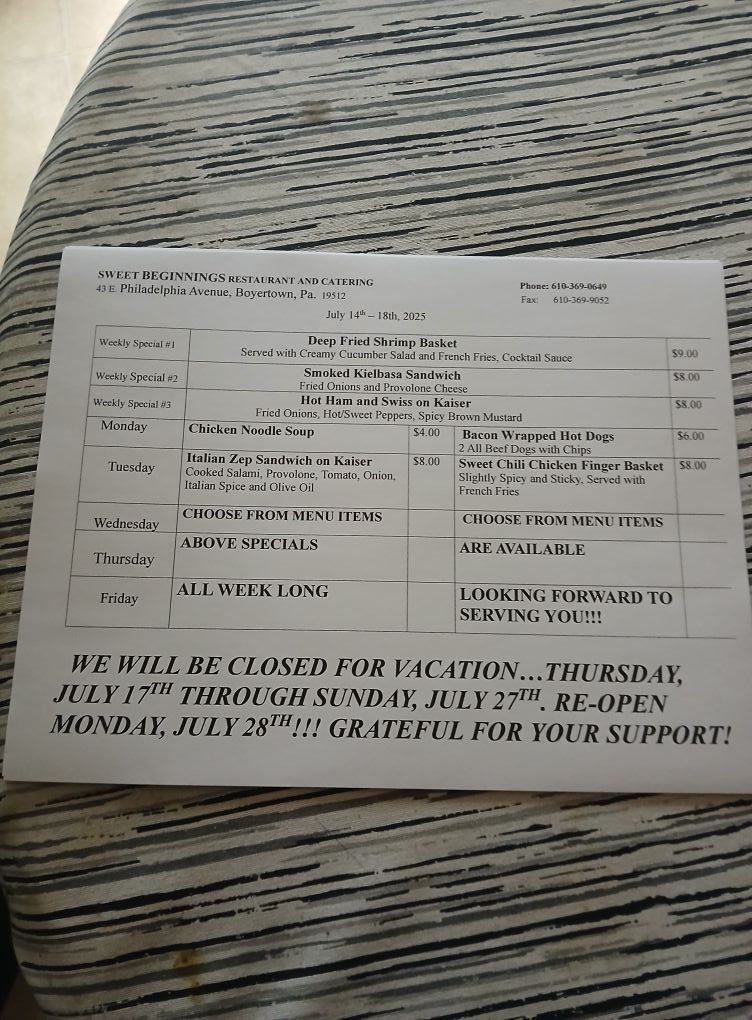 SWEET BEGINNINGS RESTAURANT AND CATERING
43 E. Philadelphia Avenue, Boyertown, Pa. 19512
Phone: 610-369-0649
Fax: 610-369-9052
July 14th – 18th, 2025
Weekly Special #1
Deep Fried Shrimp Basket
Served with Creamy Cucumber Salad and French Fries, Cocktail Sauce
$9.00
Weekly Special #2
Smoked Kielbasa Sandwich
Fried Onions and Provolone Cheese
$8.00
Weekly Special #3
Hot Ham and Swiss on Kaiser
Fried Onions, Hot/Sweet Peppers, Spicy Brown Mustard
$8.00
Monday
Chicken Noodle Soup
$4.00
Bacon Wrapped Hot Dogs
2 All Beef Dogs with Chips
$6.00
Tuesday
Italian Zep Sandwich on Kaiser
Cooked Salami, Provolone, Tomato, Onion,
Italian Spice and Olive Oil
$8.00
Sweet Chili Chicken Finger Basket
Slightly Spicy and Sticky, Served with
French Fries
$8.00
Wednesday
CHOOSE FROM MENU ITEMS
CHOOSE FROM MENU ITEMS
Thursday
ABOVE SPECIALS
ARE AVAILABLE
Friday
ALL WEEK LONG
LOOKING FORWARD TO
SERVING YOU!!!
WE WILL BE CLOSED FOR VACATION...THURSDAY,
JULY 17TH THROUGH SUNDAY, JULY 27TH. RE-OPEN
MONDAY, JULY 28TH!!! GRATEFUL FOR YOUR SUPPORT!